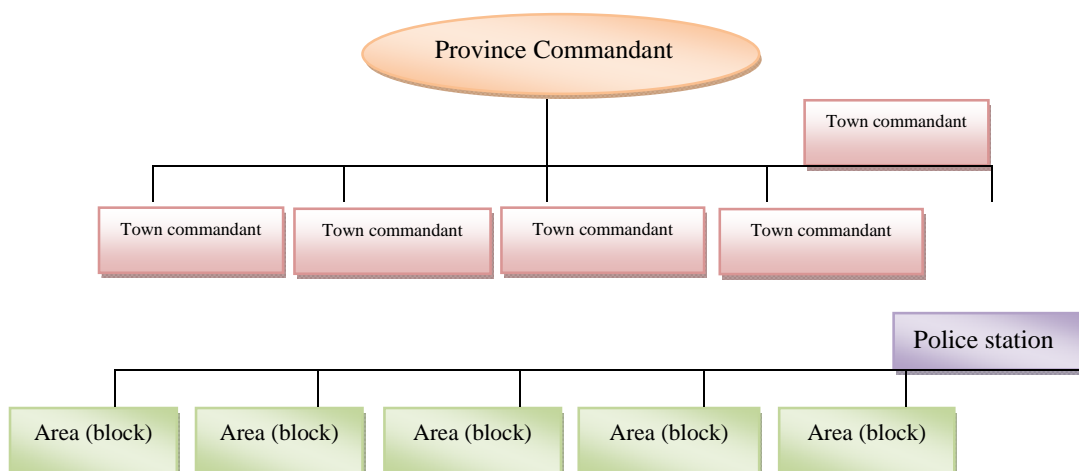 Province Commandant
Town commandant
Town commandant
Town commandant
Town commandant
Town commandant
Police station
Area (block)
Area (block)
Area (block)
Area (block)
Area (block)